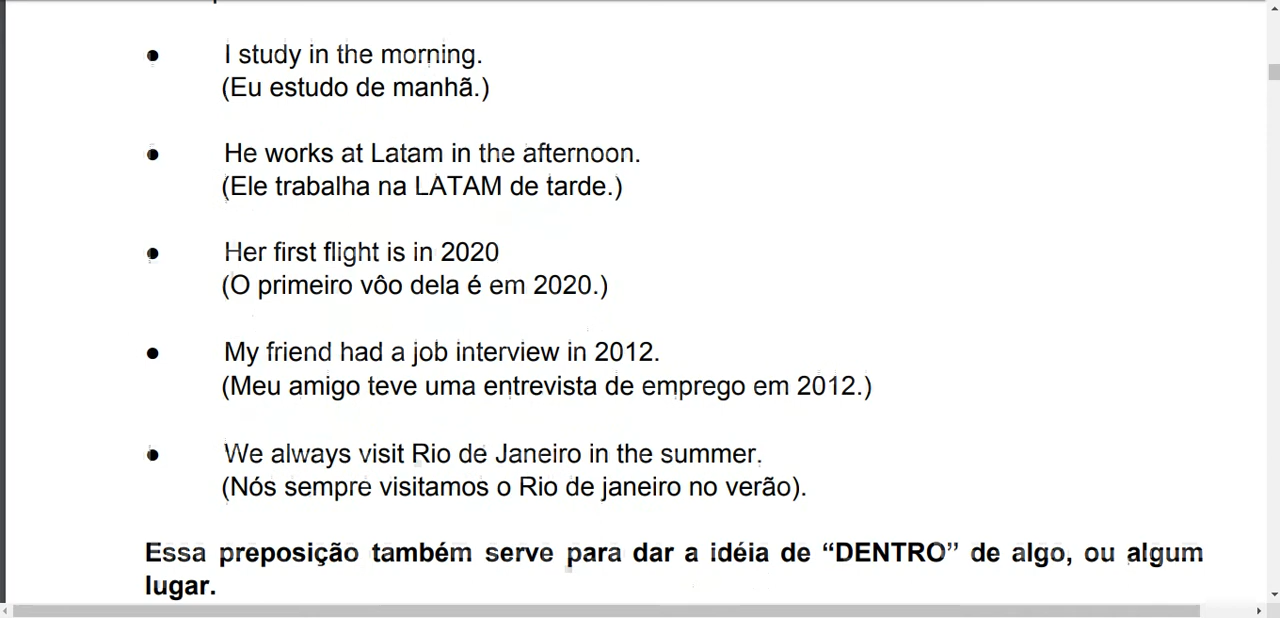 I study in the morning.
(Eu estudo de manhã.)
He works at Latam in the afternoon.
(Ele trabalha na LATAM de tarde.)
Her first flight is in 2020
(O primeiro vôo dela é em 2020.)
My friend had a job interview in 2012.
(Meu amigo teve uma entrevista de emprego em 2012.)
We always visit Rio de Janeiro in the summer.
(Nós sempre visitamos o Rio de janeiro no verão).
Essa preposição também serve para dar a idéia de “DENTRO” de algo, ou algum
lugar.